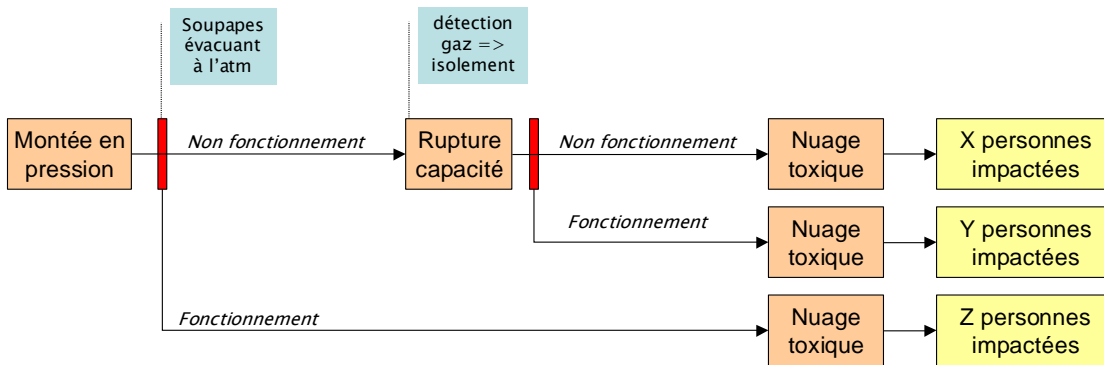 Soupapes
évacuant
à l'atm
détection
gaz =>
isolement
Montée en
pression
Non fonctionnement
Rupture
capacité
Non fonctionnement
Nuage
toxique
X personnes
impactées
Fonctionnement
Nuage
toxique
Y personnes
impactées
Fonctionnement
Nuage
toxique
Z personnes
impactées